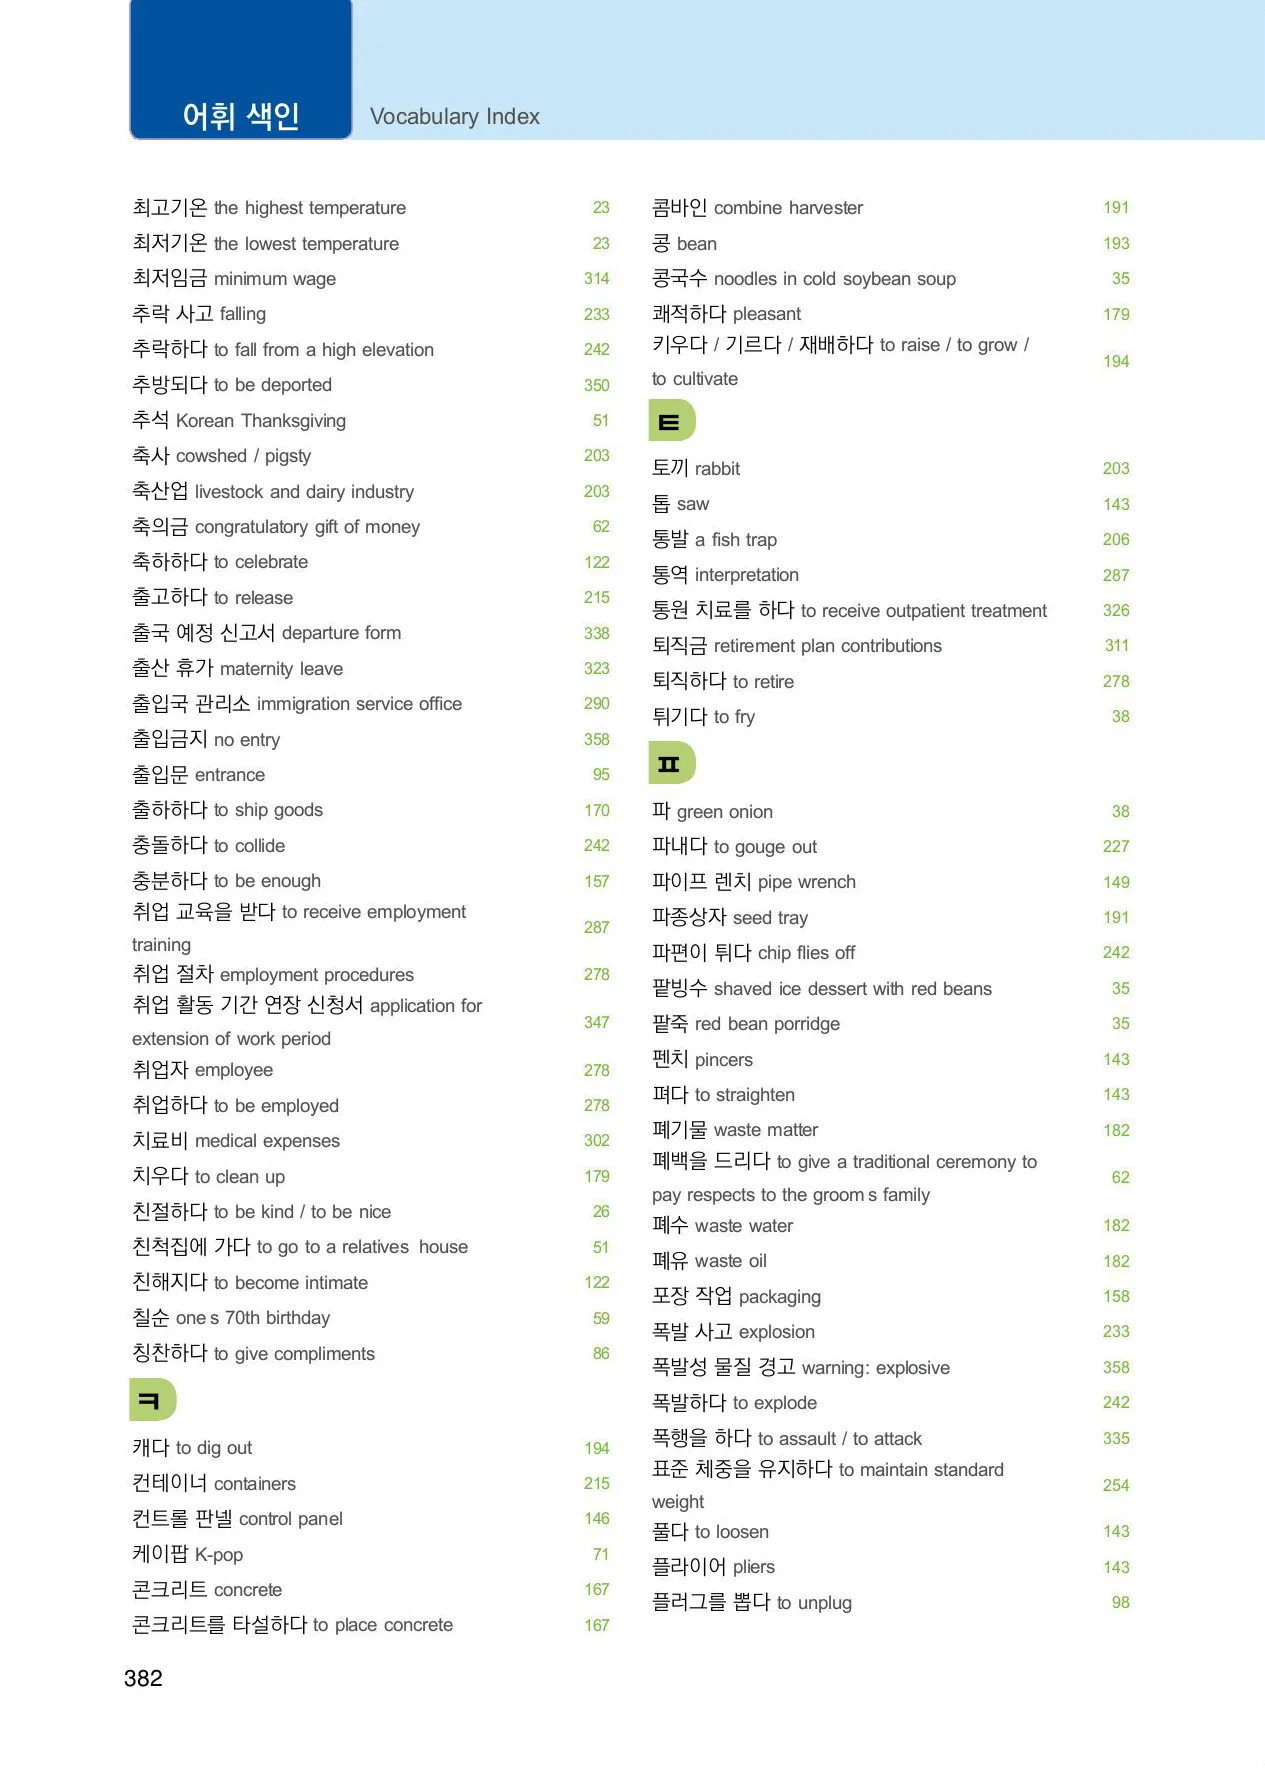 어휘 색인 Vocabulary Index
최고기온 the highest temperature 23
최저기온 the lowest temperature 23
최저임금 minimum wage 314
추락 사고 falling 233
추락하다 to fall from a high elevation 242
추방되다 to be deported 350
추석 Korean Thanksgiving 51
축사 cowshed / pigsty 203
축산업 livestock and dairy industry 203
축의금 congratulatory gift of money 62
축하하다 to celebrate 122
출고하다 to release 215
출국 예정 신고서 departure form 338
출산 휴가 maternity leave 323
출입국 관리소 immigration service office 290
출입금지 no entry 358
출입문 entrance 95
출하하다 to ship goods 170
충돌하다 to collide 242
충분하다 to be enough 157
취업 교육을 받다 to receive employment
training 287
취업 절차 employment procedures 278
취업 활동 기간 연장 신청서 application for
extension of work period 347
취업자 employee 278
취업하다 to be employed 278
치료비 medical expenses 302
치우다 to clean up 179
친절하다 to be kind / to be nice 26
친척집에 가다 to go to a relatives house 51
친해지다 to become intimate 122
칠순 one s 70th birthday 59
칭찬하다 to give compliments 86
ㅋ
캐다 to dig out 194
컨테이너 containers 215
컨트롤 판넬 control panel 146
케이팝 K-pop 71
콘크리트 concrete 167
콘크리트를 타설하다 to place concrete 167
콤바인 combine harvester 191
콩 bean 193
콩국수 noodles in cold soybean soup 35
쾌적하다 pleasant 179
키우다 / 기르다 / 재배하다 to raise / to grow /
to cultivate 194
ㅌ
토끼 rabbit 203
톱 saw 143
통발 a fish trap 206
통역 interpretation 287
통원 치료를 하다 to receive outpatient treatment 326
퇴직금 retirement plan contributions 311
퇴직하다 to retire 278
튀기다 to fry 38
ㅍ
파 green onion 38
파내다 to gouge out 227
파이프 렌치 pipe wrench 149
파종상자 seed tray 191
파편이 튀다 chip flies off 242
팥빙수 shaved ice dessert with red beans 35
팥죽 red bean porridge 35
펜치 pincers 143
펴다 to straighten 143
폐기물 waste matter 182
폐백을 드리다 to give a traditional ceremony to
pay respects to the groom s family 62
폐수 waste water 182
폐유 waste oil 182
포장 작업 packaging 158
폭발 사고 explosion 233
폭발성 물질 경고 warning: explosive 358
폭발하다 to explode 242
폭행을 하다 to assault / to attack 335
표준 체중을 유지하다 to maintain standard
weight 254
풀다 to loosen 143
플라이어 pliers 143
플러그를 뽑다 to unplug 98
382